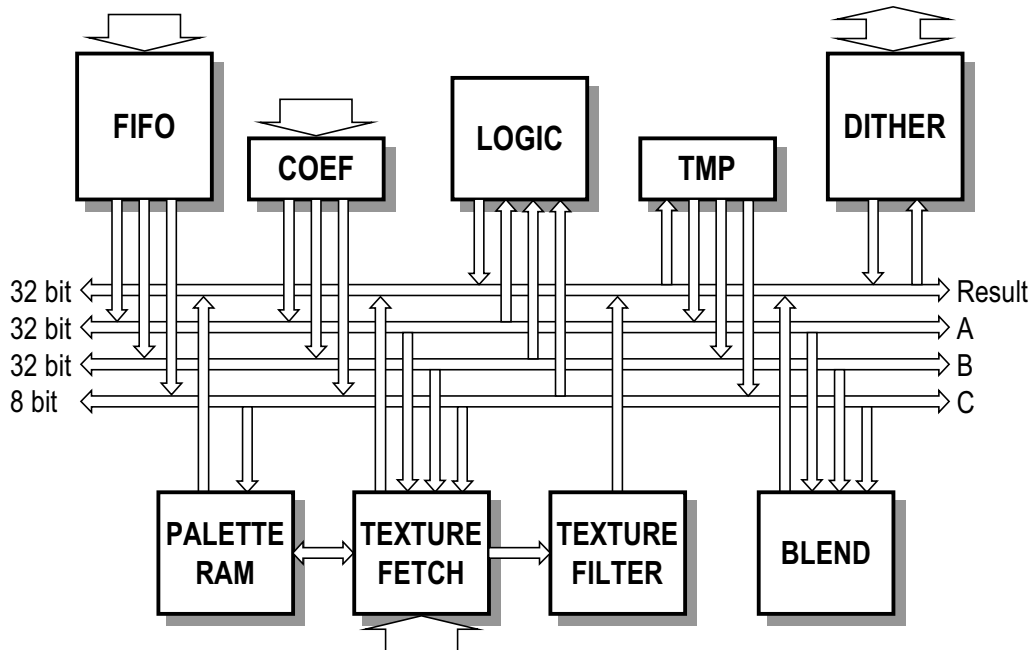 FIFO
COEF
LOGIC
TMP
DITHER
32 bit
Result
32 bit
A
32 bit
B
8 bit
C
PALETTE
RAM
TEXTURE
FETCH
TEXTURE
FILTER
BLEND